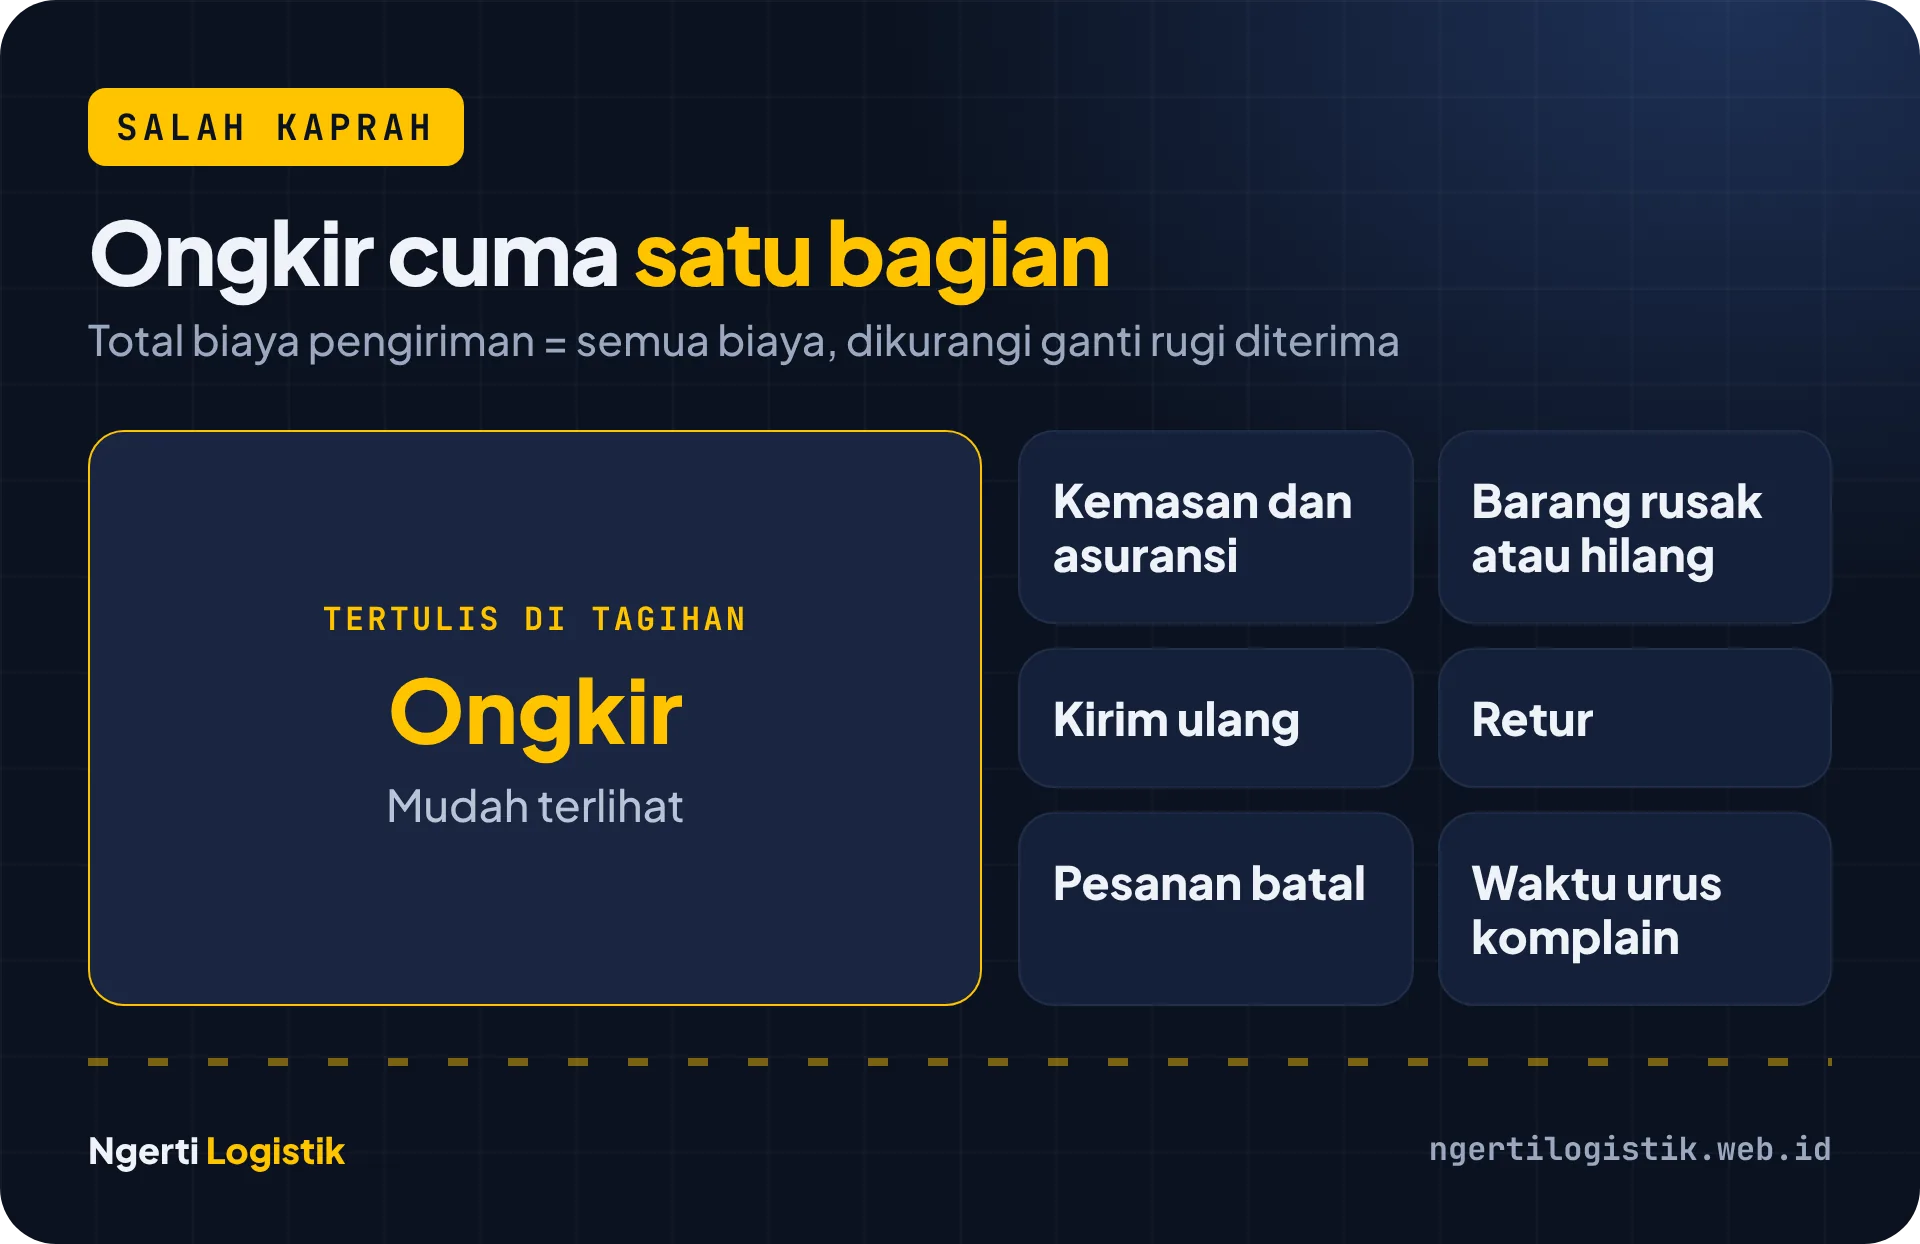 SALAH KAPRAH
Ongkir cuma satu bagian
Total biaya pengiriman = semua biaya, dikurangi ganti rugi diterima
TERTULIS DI TAGIHAN
Ongkir
Mudah terlihat
Kemasan dan
asuransi
Barang rusak
atau hilang
Kirim ulang
Retur
Pesanan batal
Waktu urus
komplain
Ngerti Logistik
ngertilogistik.web.id